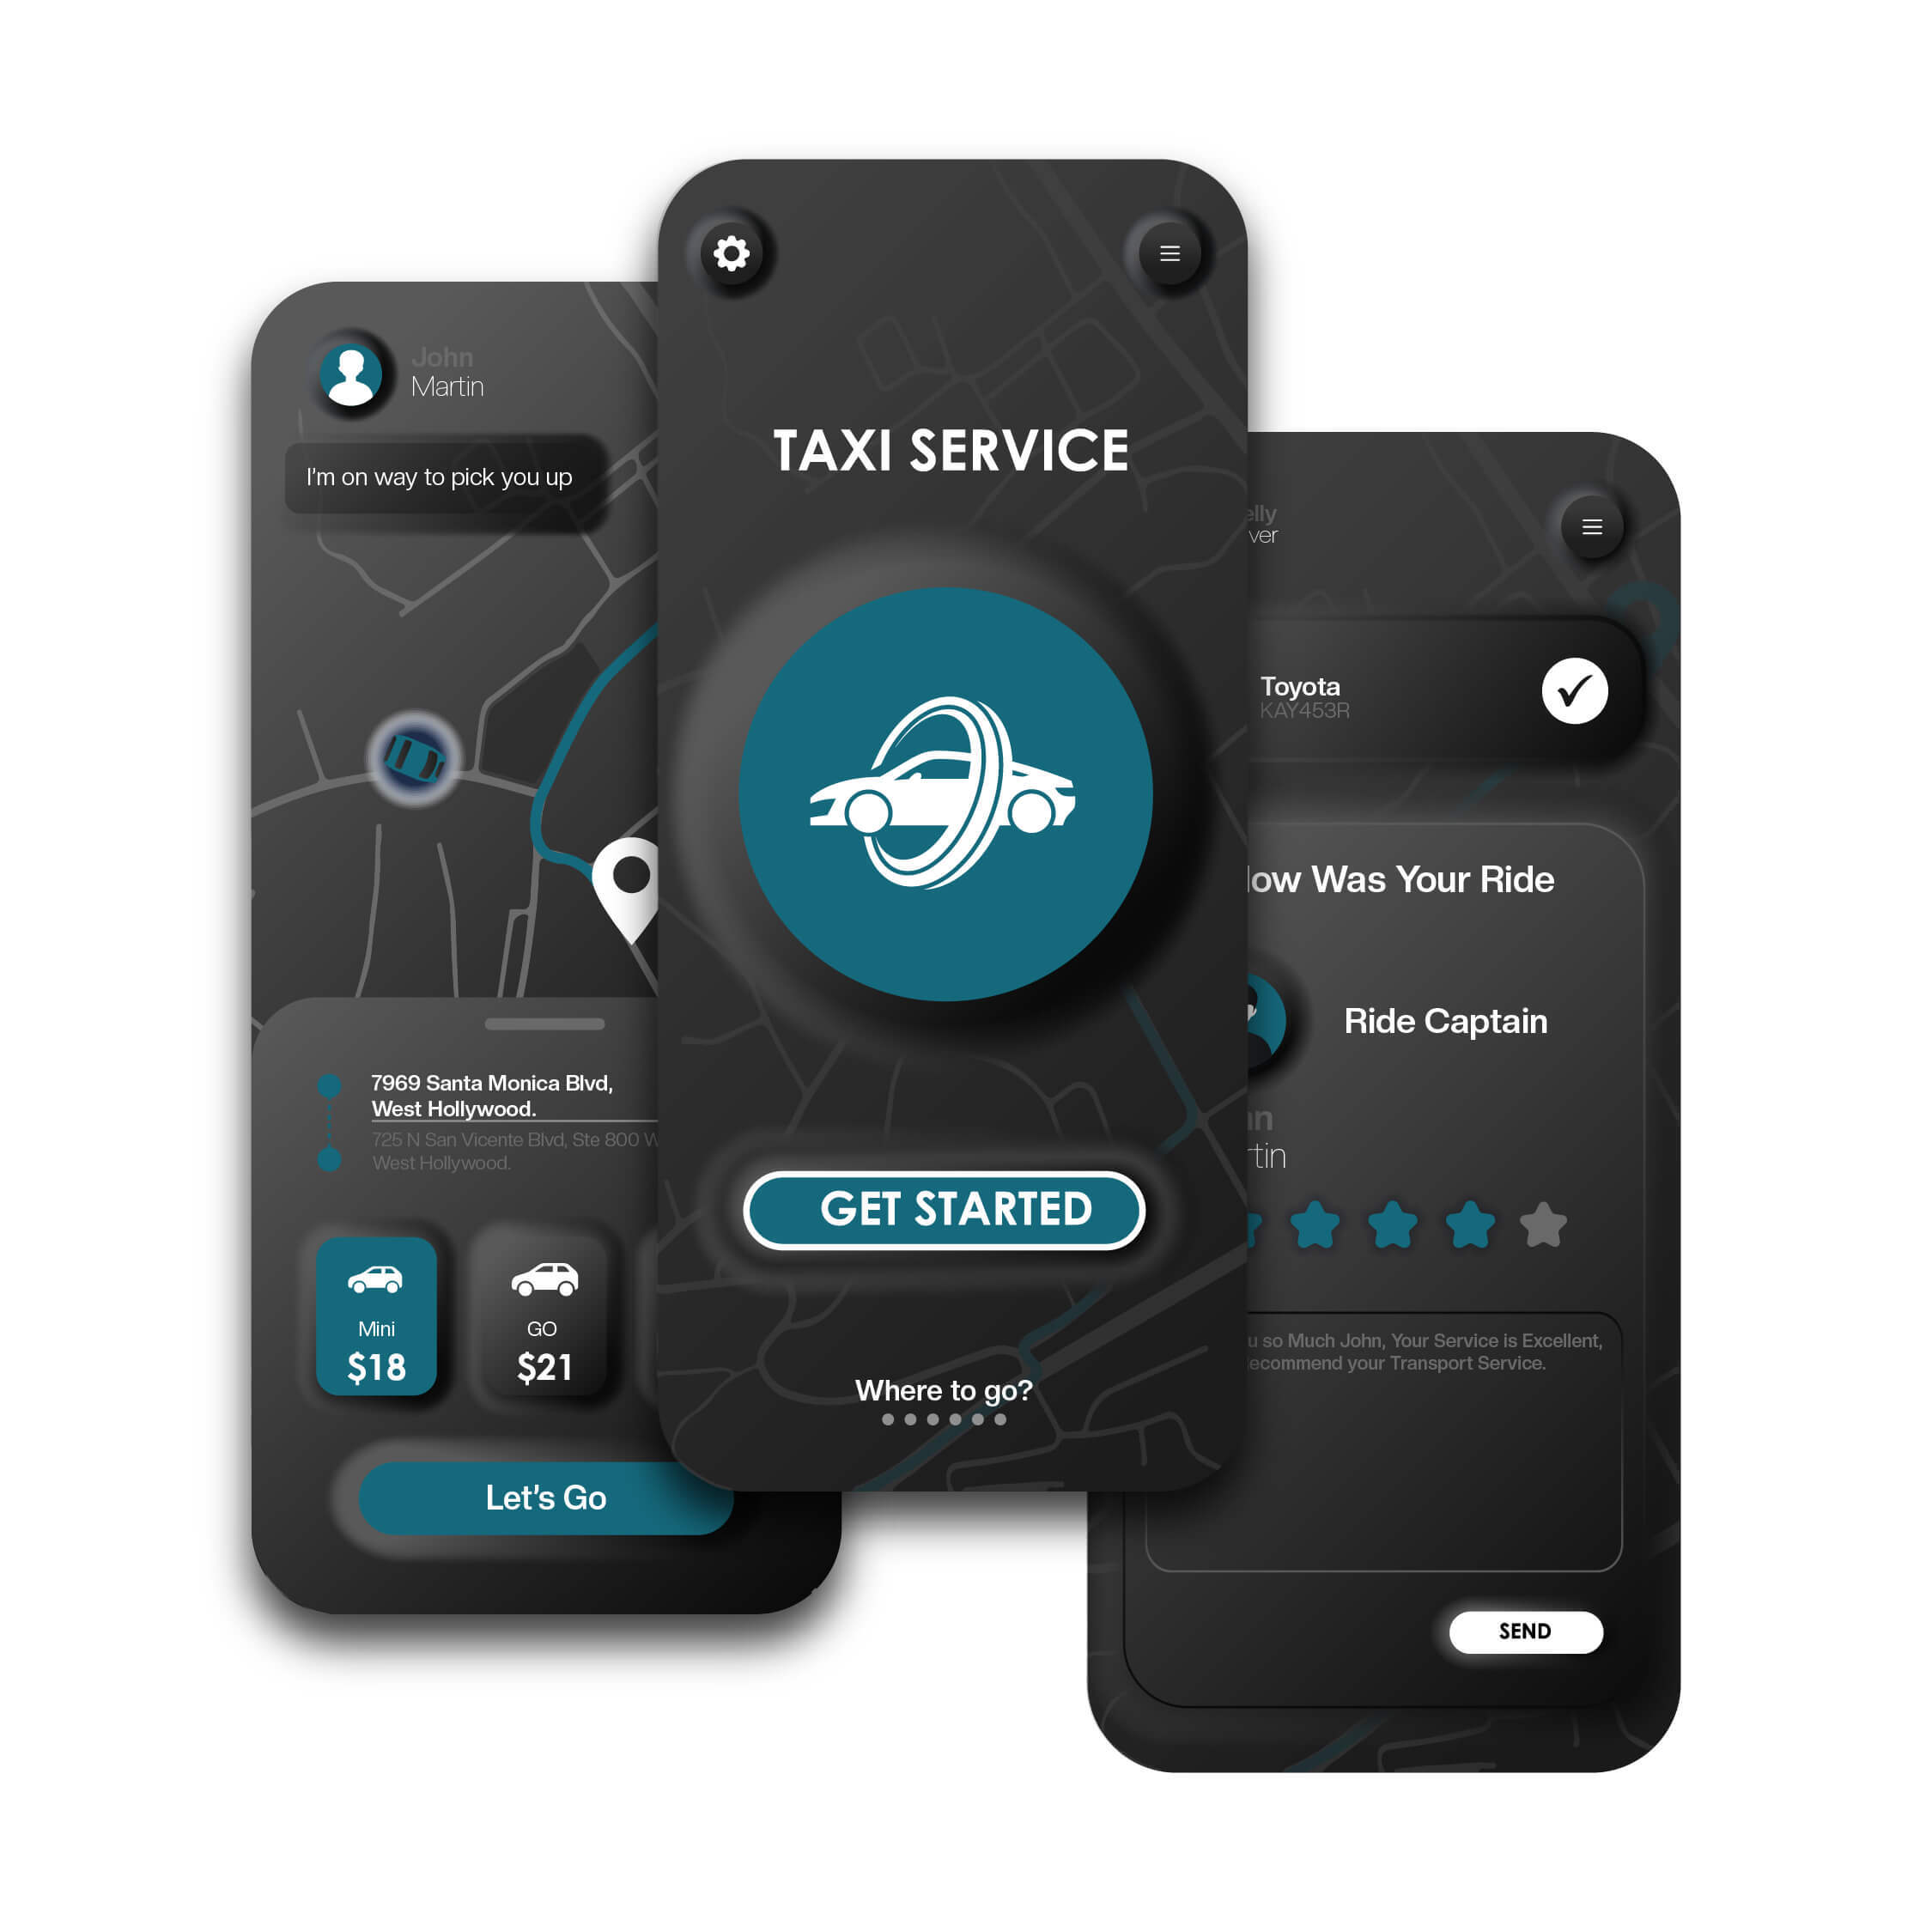 John
Martin
I'm on way to pick you up
7969 Santa Monica Blvd,
West Hollywood.
725 N San Vicente Blvd, Ste 800 W
West Hollywood.
Mini
$18
GO
$21
Let's Go
TAXI SERVICE
GET STARTED
Where to go?
elly
ver
Toyota
KAY453R
ow Was Your Ride
Ride Captain
n
rtin
u so Much John, Your Service is Excellent,
ecommend your Transport Service.
SEND